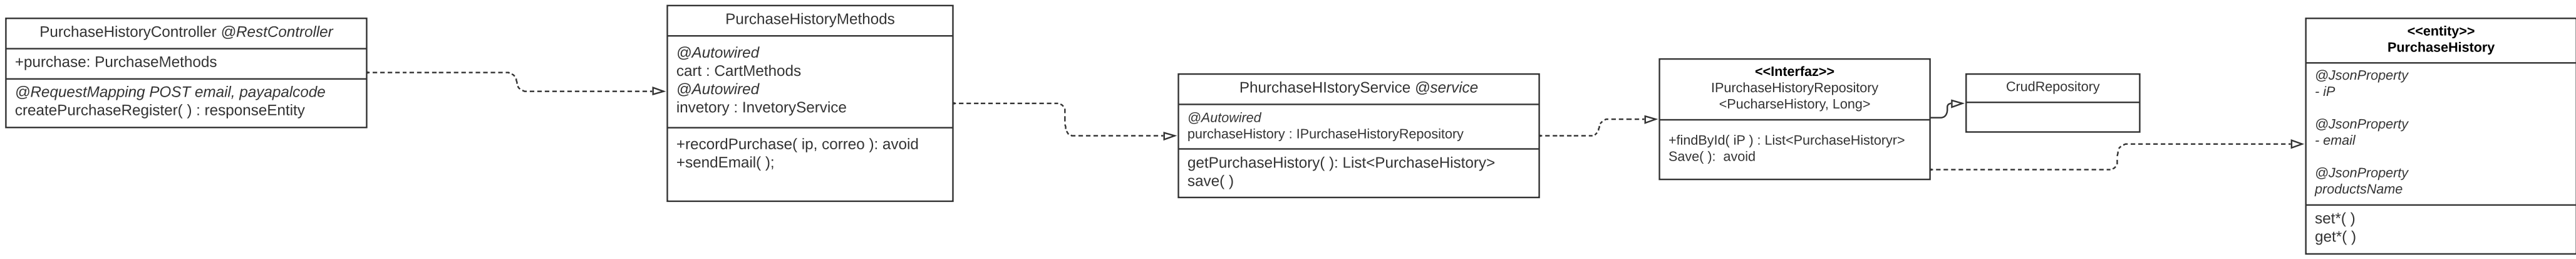 PurchaseHistoryController @RestController
+purchase: PurchaseMethods
@RequestMapping POST email, payapalcode
createPurchaseRegister( ) : responseEntity
PurchaseHistoryMethods
@Autowired
cart : CartMethods
@Autowired
invetory : InvetoryService
+recordPurchase( ip, correo ): avoid
+sendEmail( );
PhurchaseHIstoryService @service
@Autowired
purchaseHistory : IPurchaseHistoryRepository
getPurchaseHistory( ): List<PurchaseHistory>
save( )
<<Interfaz>>
IPurchaseHistoryRepository
<PucharseHistory, Long>
+findById( iP ) : List<PurchaseHistoryr>
Save( ):  avoid
CrudRepository
<<entity>>
PurchaseHistory
@JsonProperty
- iP
@JsonProperty
- email
@JsonProperty
productsName
set*( )
get*( )